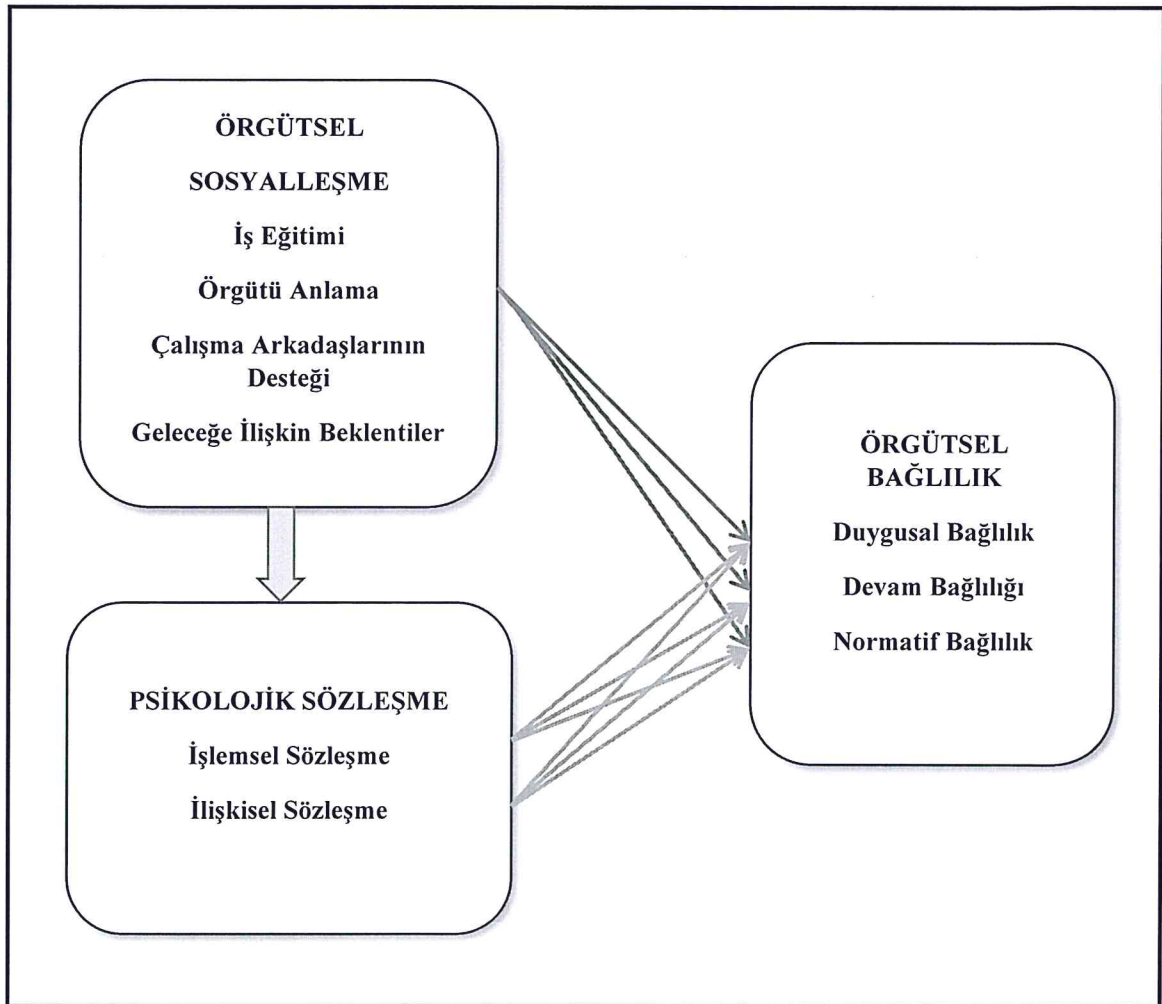 ÖRGÜTSEL
SOSYALLEŞME
İş Eğitimi
Örgütü Anlama
Çalışma Arkadaşlarının
Desteği
Geleceğe İlişkin Beklentiler
PSİKOLOJİK SÖZLEŞME
İşlemsel Sözleşme
İlişkisel Sözleşme
ÖRGÜTSEL
BAĞLILIK
Duygusal Bağlılık
Devam Bağlılığı
Normatif Bağlılık